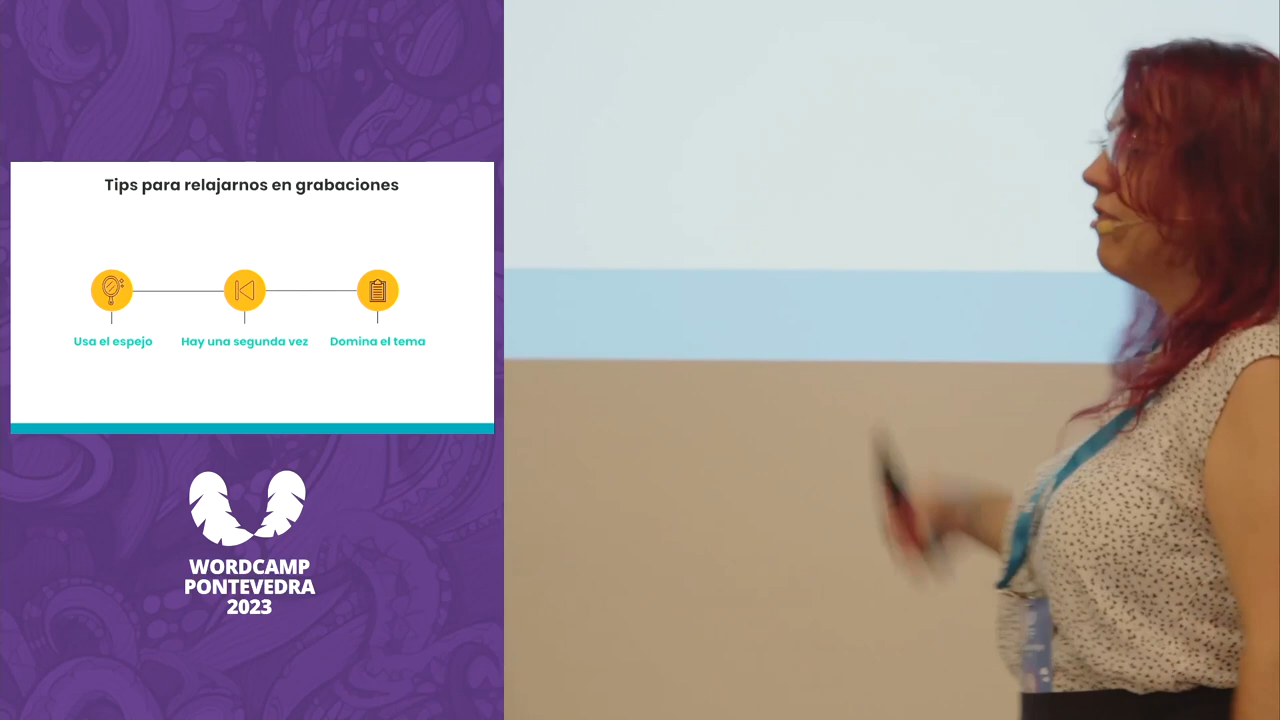 Tips para relajarnos en grabaciones
Usa el espejo
Hay una segunda vez
Domina el tema
WORDCAMP
PONTEVEDRA
2023